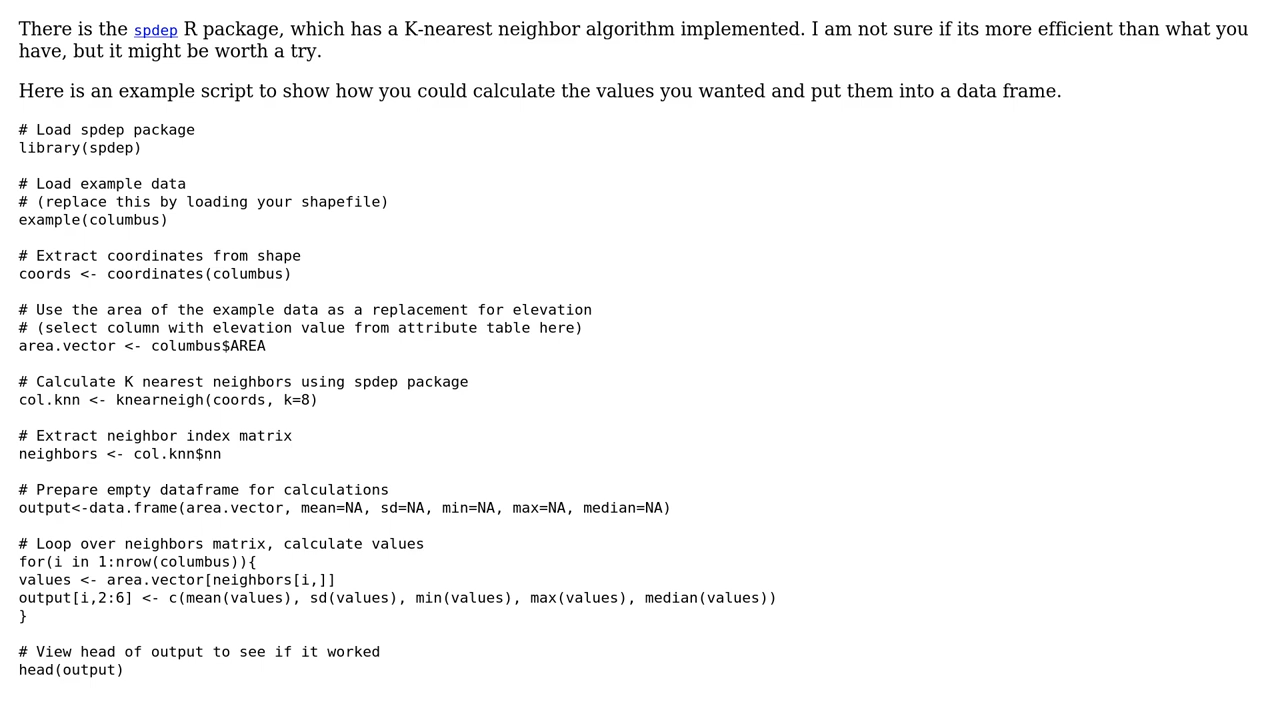 There is the spdep R package, which has a K-nearest neighbor algorithm implemented. I am not sure if its more efficient than what you
have, but it might be worth a try.
Here is an example script to show how you could calculate the values you wanted and put them into a data frame.
# Load spdep package
library(spdep)
# Load example data
# (replace this by loading your shapefile)
example(columbus)
# Extract coordinates from shape
coords <- coordinates(columbus)
# Use the area of the example data as a replacement for elevation
# (select column with elevation value from attribute table here)
area.vector <- columbus$AREA
# Calculate K nearest neighbors using spdep package
col.knn <- knearneigh(coords, k=8)
# Extract neighbor index matrix
neighbors <- col.knn$nn
# Prepare empty dataframe for calculations
output<-data.frame(area.vector, mean=NA, sd=NA, min=NA, max=NA, median=NA)
# Loop over neighbors matrix, calculate values
for(i in 1:nrow(columbus)){
values <- area.vector[neighbors[i,]]
output[i,2:6] <- c(mean(values), sd(values), min(values), max(values), median(values))
}
# View head of output to see if it worked
head(output)